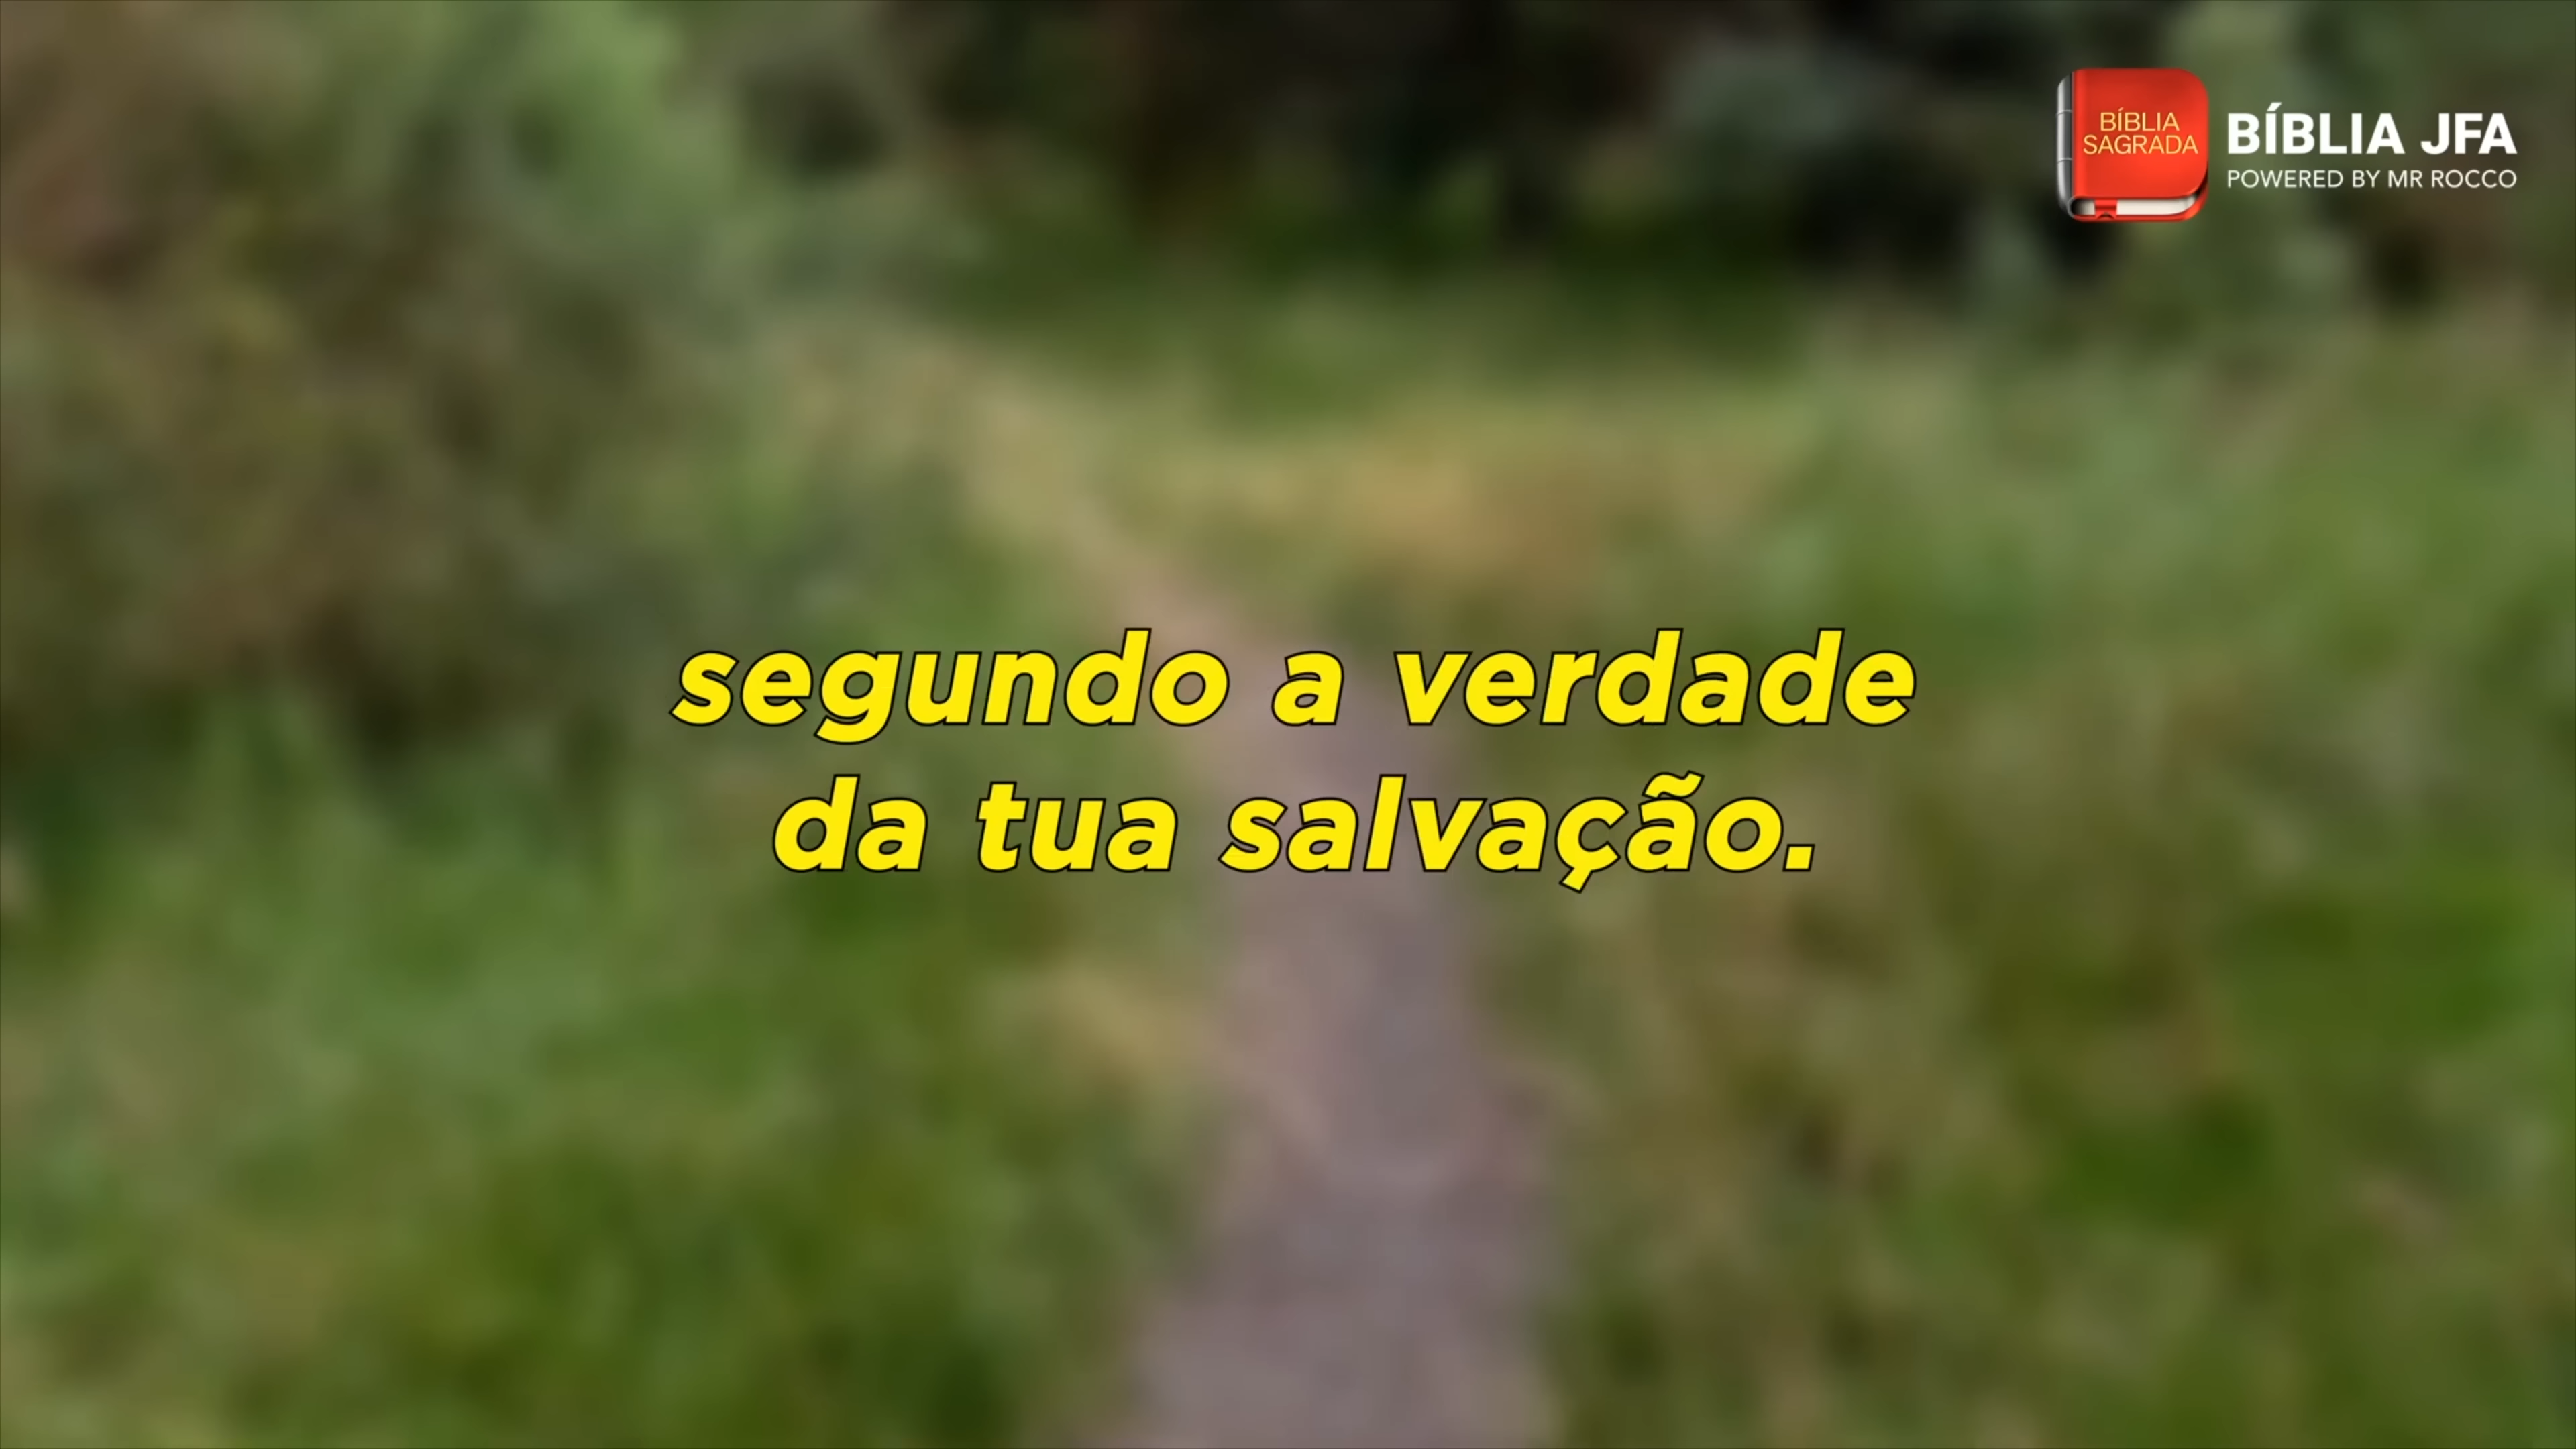 BÍBLIA
SAGRADA
BÍBLIA JFA
POWERED BY MR ROCCO
segundo a verdade
da tua salvação.